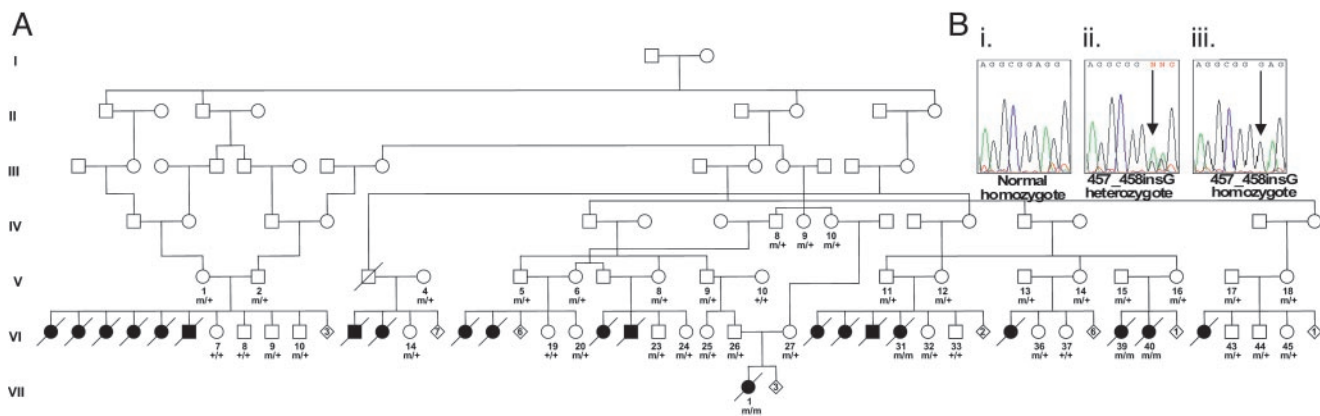 A
B
i.
ii.
iii.
A G G C G G A G G
A G G C G G N N G
A G G C G G G A G
Normal homozygote
457_458insG heterozygote
457_458insG homozygote
I
II
III
IV
8 9 10
m/+ m/+ m/+
V
1 2 4 5 6 8 9 10 11 12 13 14 15 16 17 18
m/+ m/+ m/+ m/+ m/+ m/+ m/+ +/+ m/+ m/+ m/+ m/+ m/+ m/+ m/+ m/+
VI
3 7 6 2 6 1 1
7 8 9 10 14 19 20 23 24 25 26 27 31 32 33 36 37 39 40 43 44 45
+/+ +/+ m/+ m/+ m/+ +/+ m/+ m/+ m/+ m/+ m/+ m/+ m/m m/+ +/+ m/+ +/+ m/m m/m m/+ m/+ m/+
VII
3
1
m/m